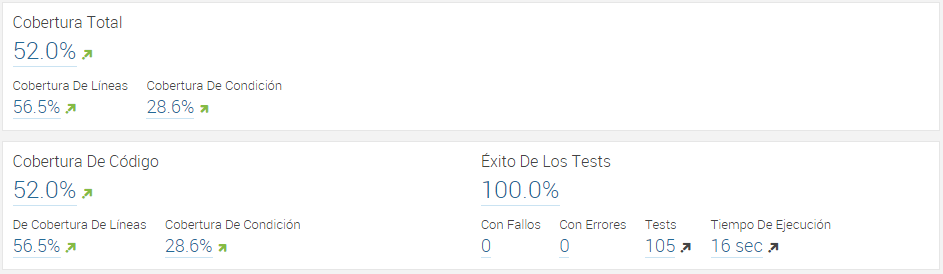 Cobertura Total
52.0%
Cobertura De Líneas Cobertura De Condición
56.5% 28.6%
Cobertura De Código Éxito De Los Tests
52.0% 100.0%
De Cobertura De Líneas Cobertura De Condición Con Fallos Con Errores Tests Tiempo De Ejecución
56.5% 28.6% 0 0 105 16 sec